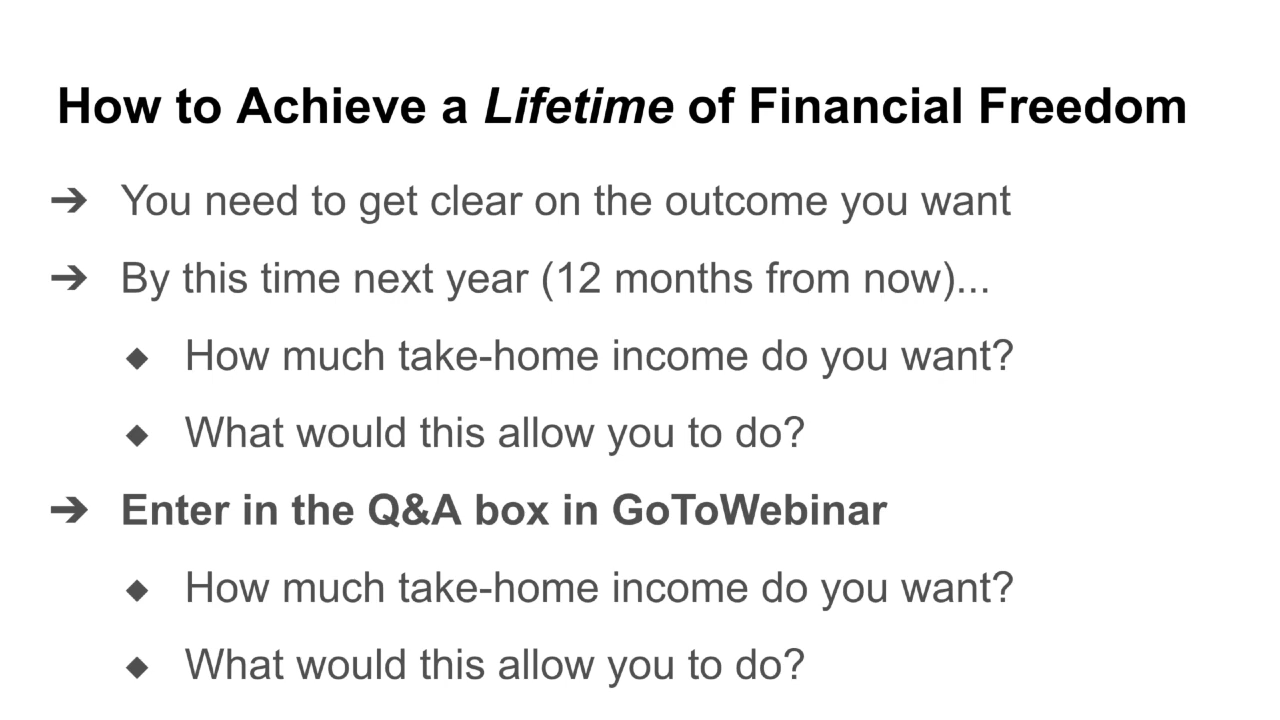 How to Achieve a Lifetime of Financial Freedom
➔ You need to get clear on the outcome you want
➔ By this time next year (12 months from now)...
◆ How much take-home income do you want?
◆ What would this allow you to do?
➔ Enter in the Q&A box in GoToWebinar
◆ How much take-home income do you want?
◆ What would this allow you to do?